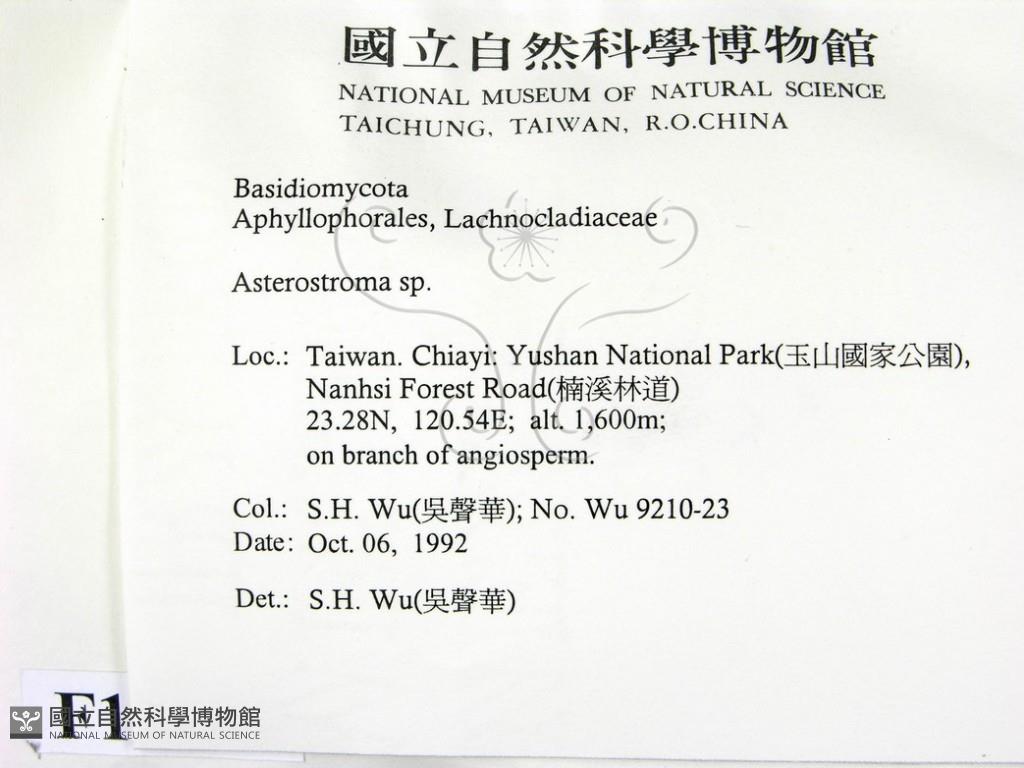 國立自然科學博物館
NATIONAL MUSEUM OF NATURAL SCIENCE
TAICHUNG, TAIWAN, R.O.CHINA
Basidiomycota
Aphyllophorales, Lachnocladiaceae
Asterostroma sp.
Loc.: Taiwan. Chiayi: Yushan National Park(玉山國家公園),
Nanhsi Forest Road(楠溪林道)
23.28N, 120.54E; alt. 1,600m;
on branch of angiosperm.
Col.: S.H. Wu(吳聲華); No. Wu 9210-23
Date: Oct. 06, 1992
Det.: S.H. Wu(吳聲華)
F1
國立自然科學博物館
NATIONAL MUSEUM OF NATURAL SCIENCE